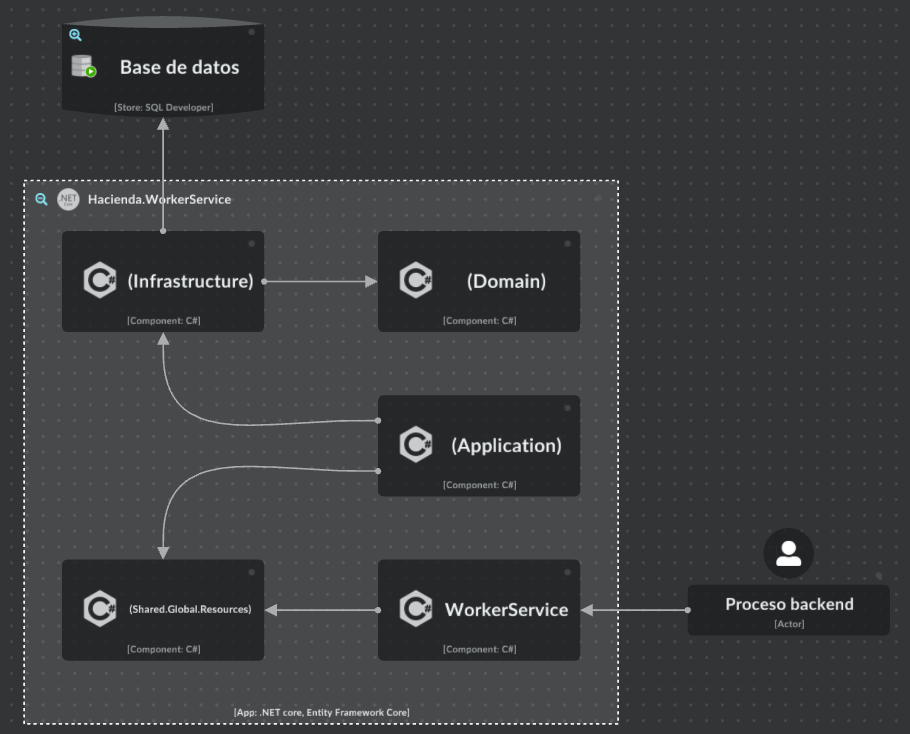 Base de datos
[Store: SQL Developer]
.NET
Core
Hacienda.WorkerService
(Infrastructure)
[Component: C#]
(Domain)
[Component: C#]
(Application)
[Component: C#]
(Shared.Global.Resources)
[Component: C#]
WorkerService
[Component: C#]
Proceso backend
[Actor]
[App: .NET core, Entity Framework Core]